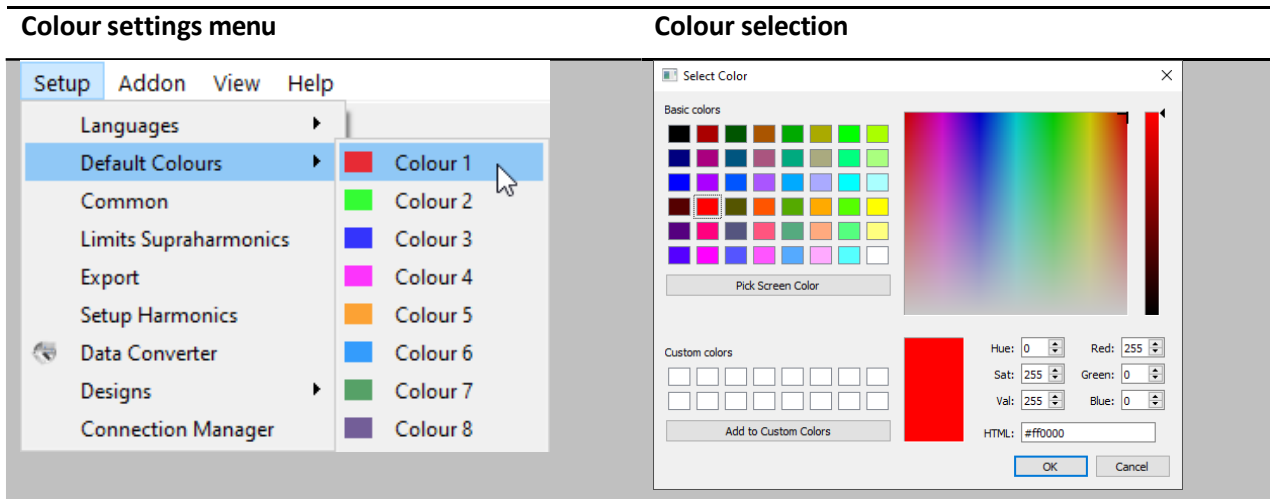 Colour settings menu
Colour selection
Setup Addon View Help
Languages
Default Colours
Common
Limits Supraharmonics
Export
Setup Harmonics
Data Converter
Designs
Connection Manager
Colour 1
Colour 2
Colour 3
Colour 4
Colour 5
Colour 6
Colour 7
Colour 8
Select Color
Basic colors
Pick Screen Color
Custom colors
Add to Custom Colors
Hue: 0 Red: 255
Sat: 255 Green: 0
Val: 255 Blue: 0
HTML: #ff0000
OK Cancel